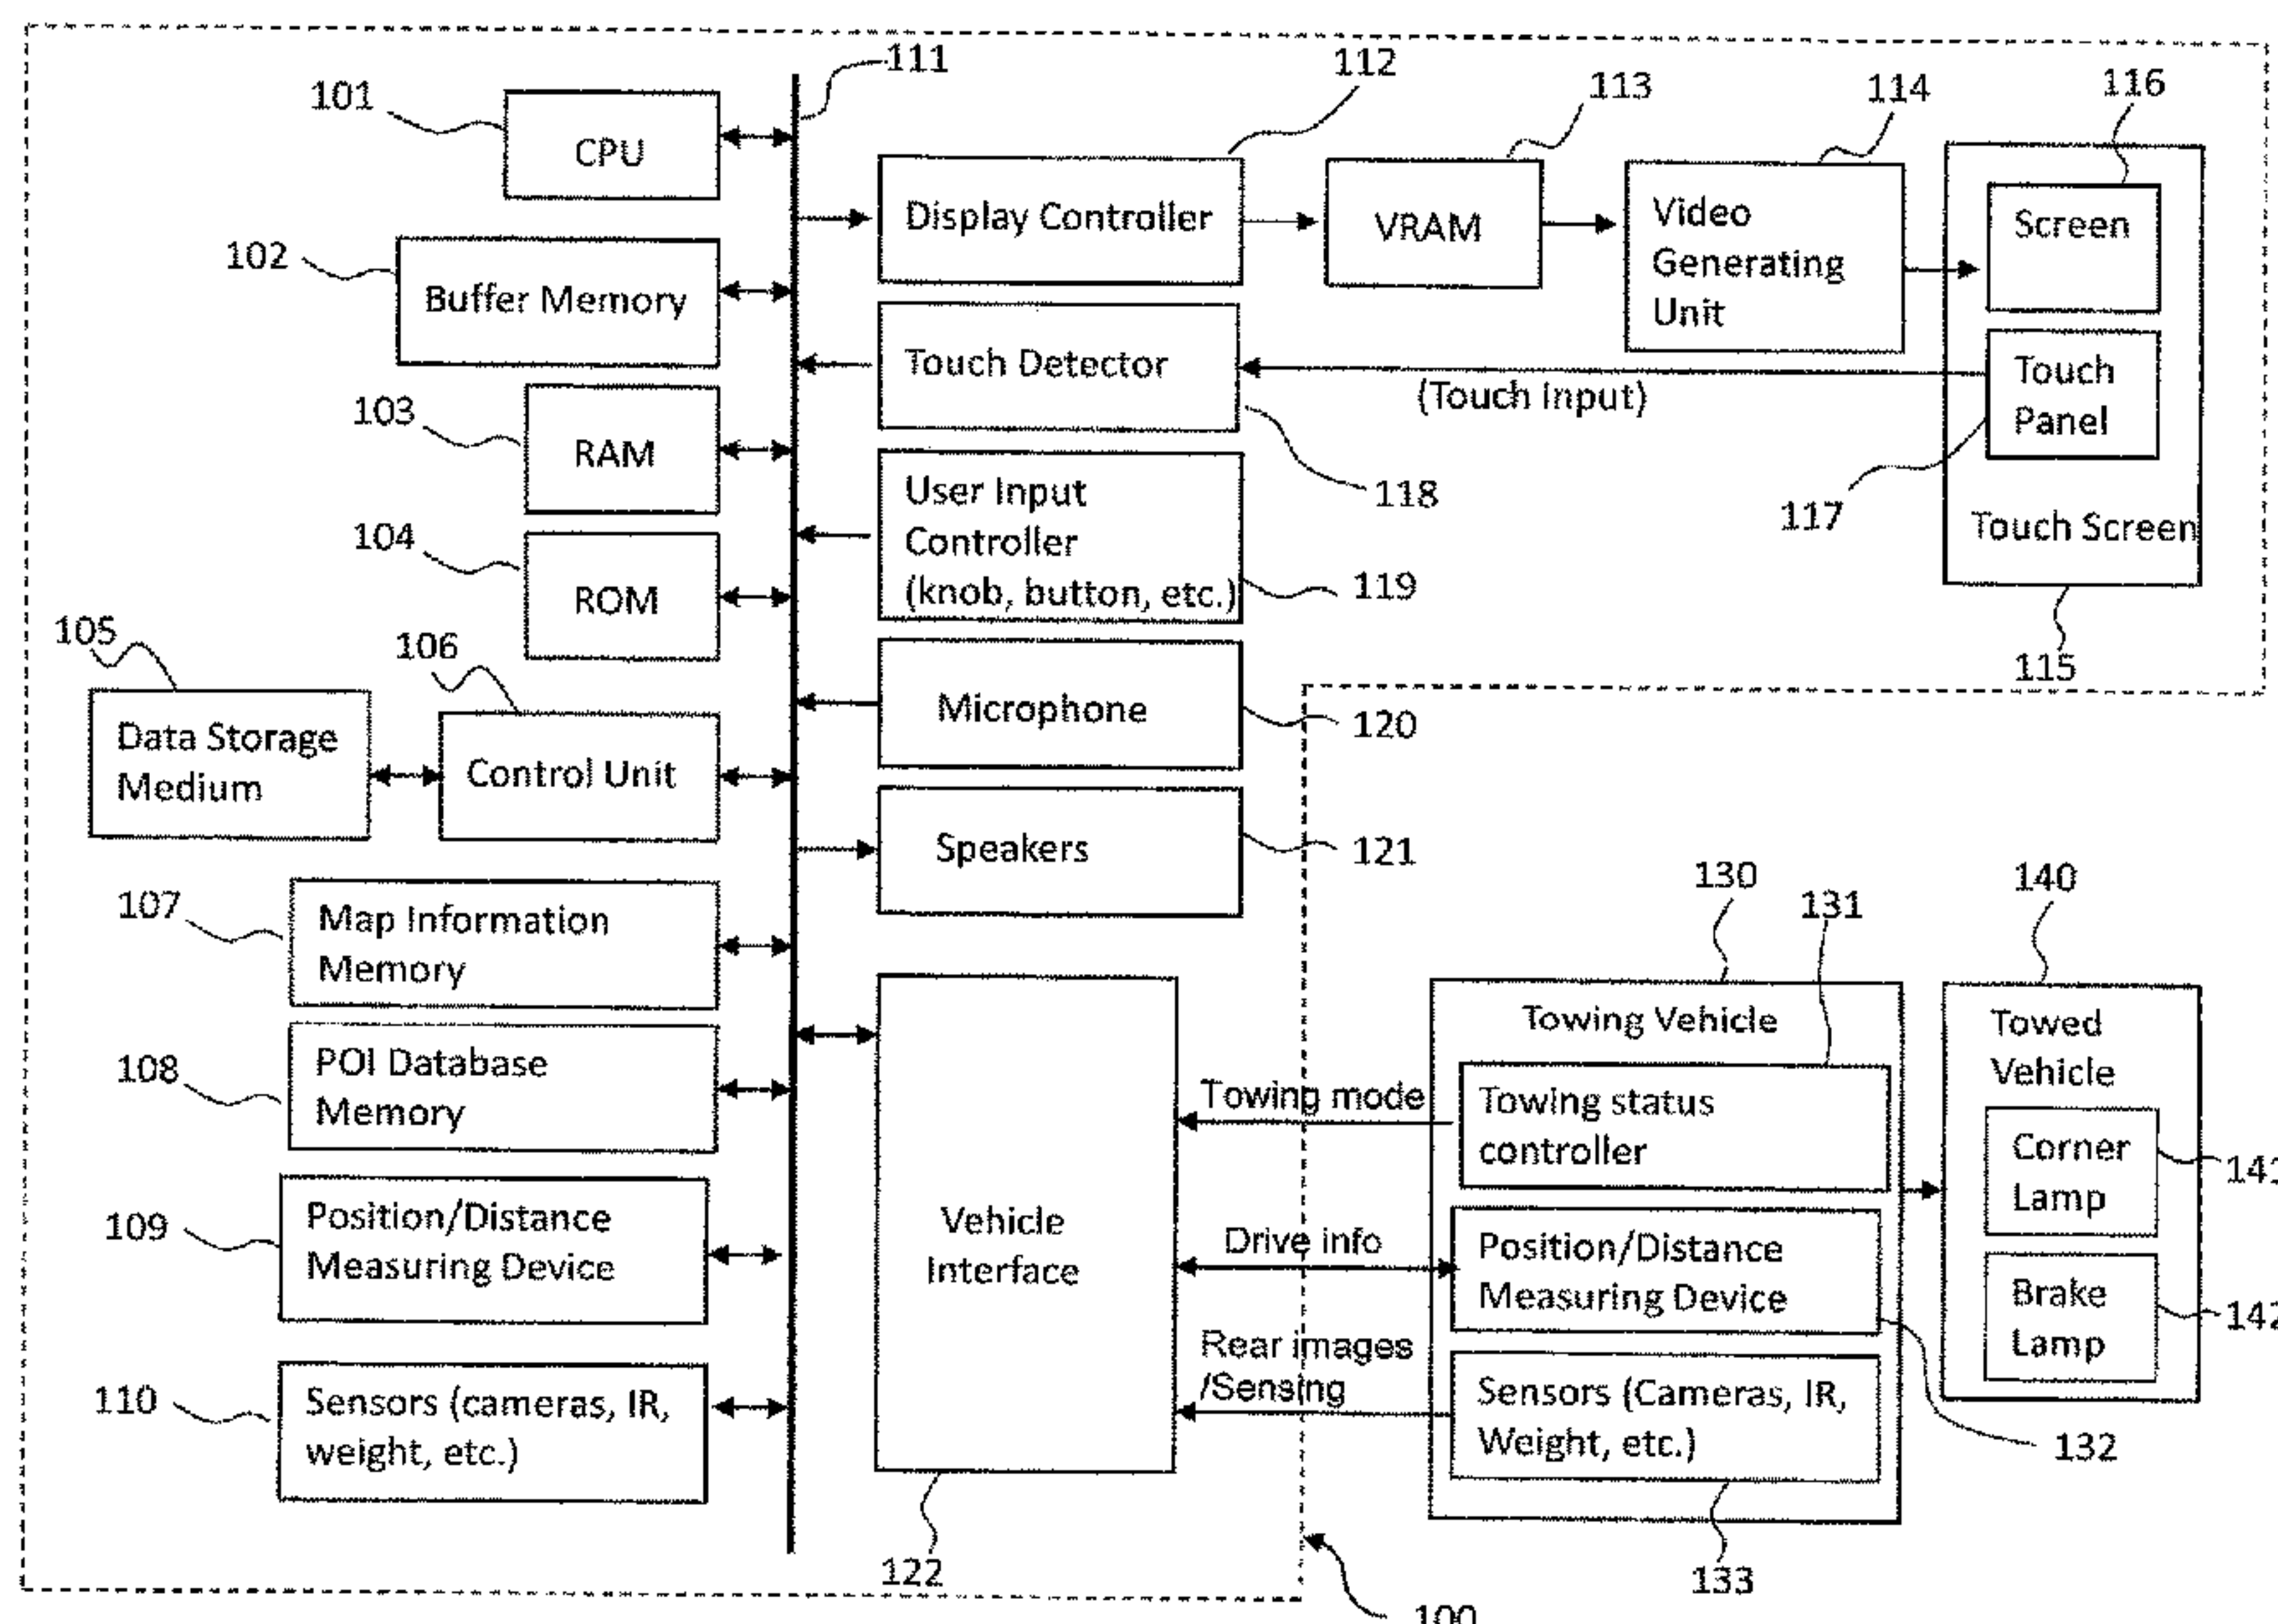 111
112
113
114
116
101
CPU
Display Controller
VRAM
Video
Generating
Unit
Screen
102
Buffer Memory
Touch Detector
(Touch Input)
Touch
Panel
103
RAM
118
117
Touch Screen
User Input
Controller
(knob, button, etc.)
119
104
ROM
115
105
106
Data Storage
Medium
Control Unit
Microphone
120
Speakers
121
107
Map Information
Memory
130
131
140
108
POI Database
Memory
Towing Vehicle
Towed
Vehicle
Towing mode
Towing status
controller
Corner
Lamp
141
109
Position/Distance
Measuring Device
Vehicle
Interface
Drive info
Position/Distance
Measuring Device
Brake
Lamp
142
110
Sensors (cameras, IR,
weight, etc.)
Rear images
/Sensing
Sensors (Cameras, IR,
Weight, etc.)
132
122
133
100